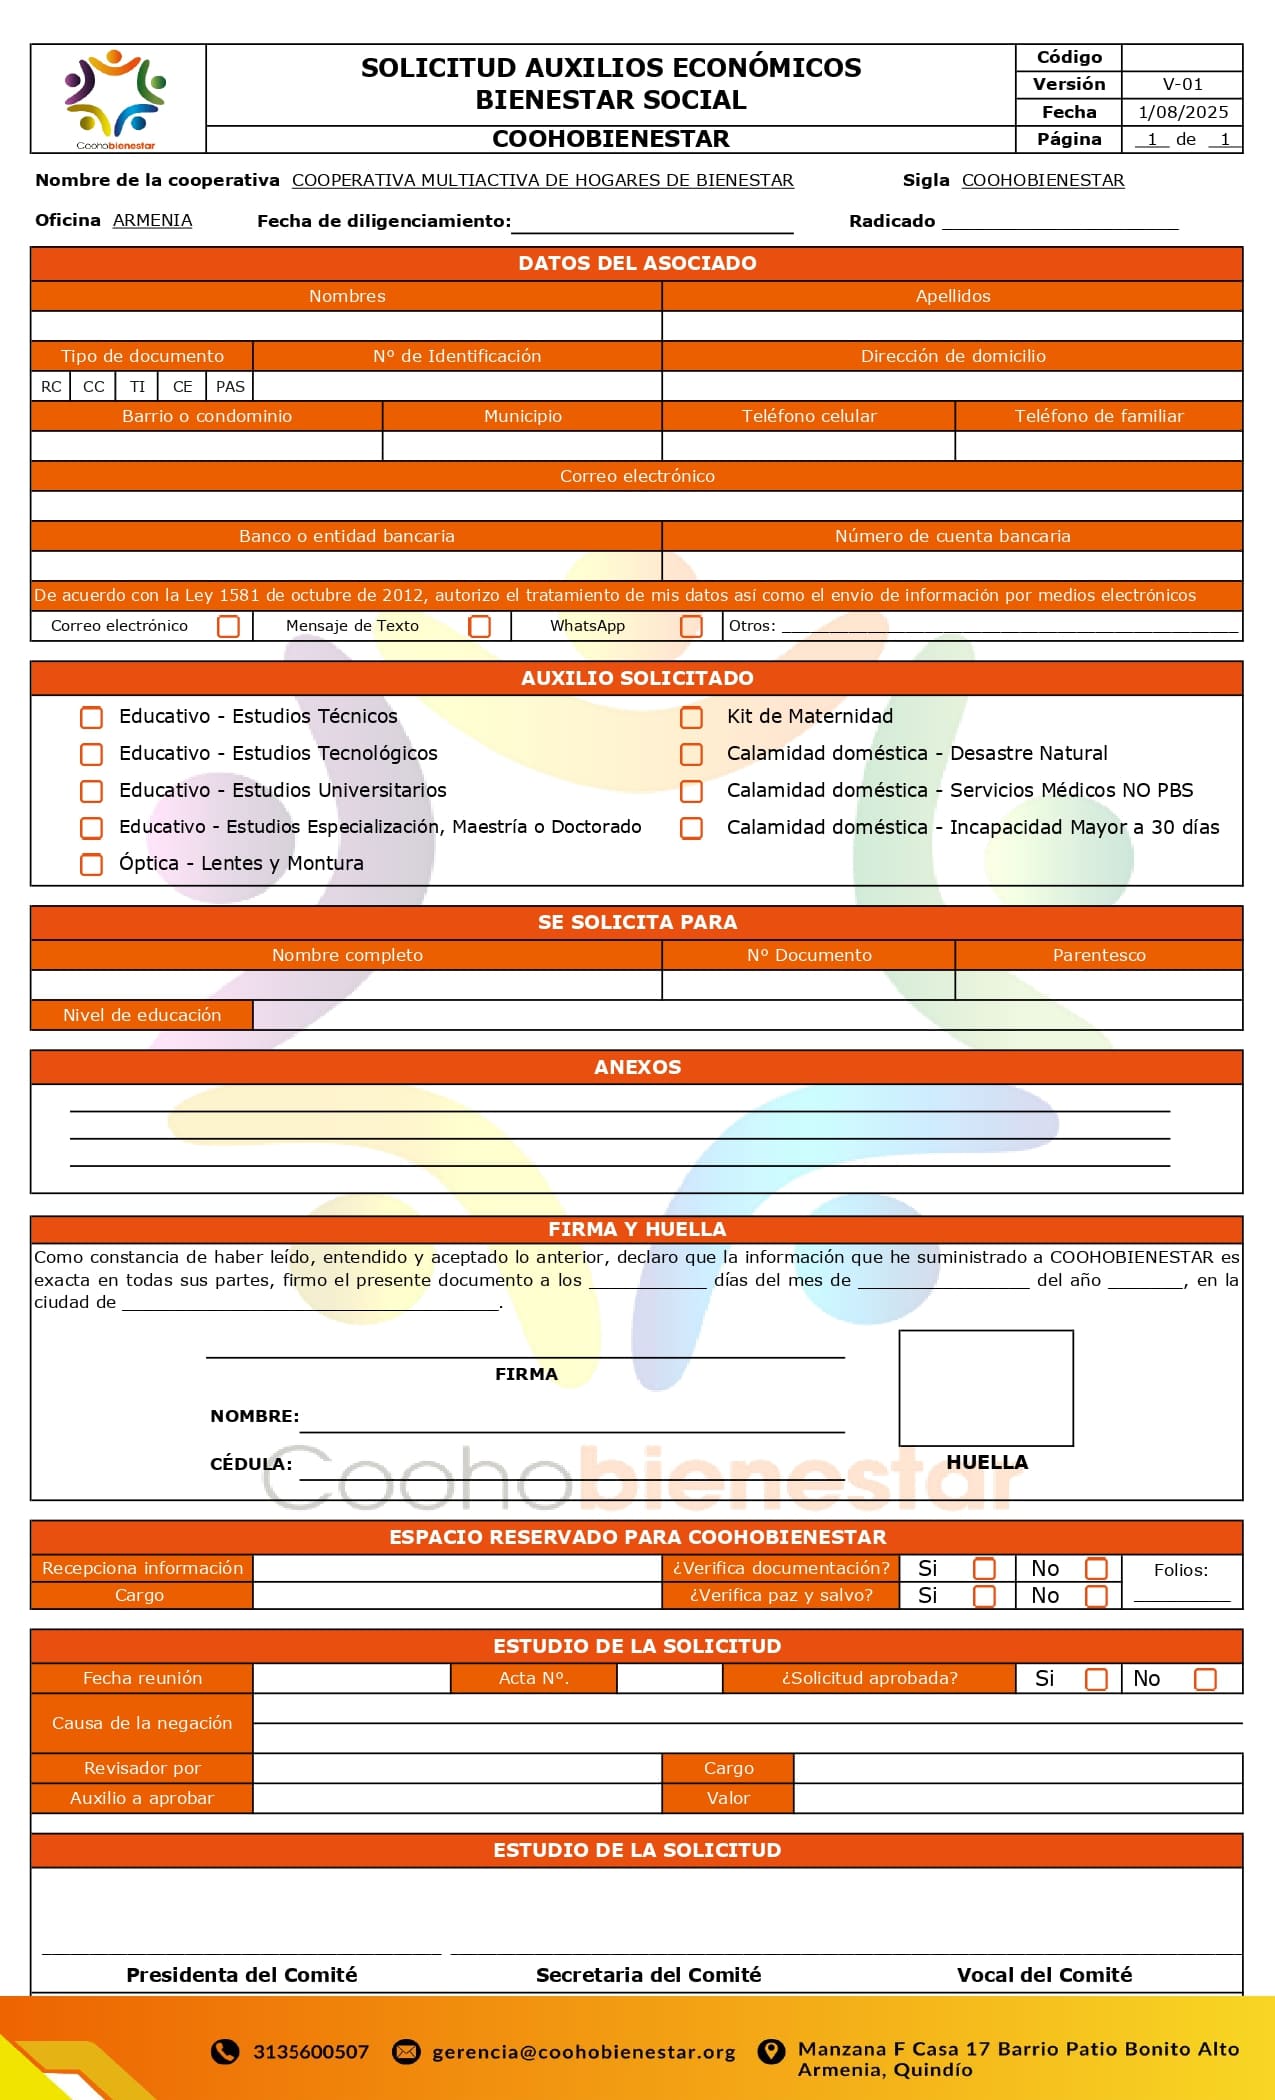 SOLICITUD AUXILIOS ECONÓMICOS
BIENESTAR SOCIAL
COOHOBIENESTAR
Coohobienestar
Código
Versión V-01
Fecha 1/08/2025
Página 1 de 1
Nombre de la cooperativa COOPERATIVA MULTIACTIVA DE HOGARES DE BIENESTAR Sigla COOHOBIENESTAR
Oficina ARMENIA Fecha de diligenciamiento: Radicado
DATOS DEL ASOCIADO
Nombres Apellidos
Tipo de documento Nº de Identificación Dirección de domicilio
RC CC TI CE PAS
Barrio o condominio Municipio Teléfono celular Teléfono de familiar
Correo electrónico
Banco o entidad bancaria Número de cuenta bancaria
De acuerdo con la Ley 1581 de octubre de 2012, autorizo el tratamiento de mis datos así como el envío de información por medios electrónicos
Correo electrónico Mensaje de Texto WhatsApp Otros:
AUXILIO SOLICITADO
Educativo - Estudios Técnicos Kit de Maternidad
Educativo - Estudios Tecnológicos Calamidad doméstica - Desastre Natural
Educativo - Estudios Universitarios Calamidad doméstica - Servicios Médicos NO PBS
Educativo - Estudios Especialización, Maestría o Doctorado Calamidad doméstica - Incapacidad Mayor a 30 días
Óptica - Lentes y Montura
SE SOLICITA PARA
Nombre completo Nº Documento Parentesco
Nivel de educación
ANEXOS
FIRMA Y HUELLA
Como constancia de haber leído, entendido y aceptado lo anterior, declaro que la información que he suministrado a COOHOBIENESTAR es
exacta en todas sus partes, firmo el presente documento a los ____________ días del mes de __________________ del año ________, en la
ciudad de ________________________________________.
FIRMA
NOMBRE:
CÉDULA:
HUELLA
Coohobienestar
ESPACIO RESERVADO PARA COOHOBIENESTAR
Recepciona información ¿Verifica documentación? Si No Folios:
Cargo ¿Verifica paz y salvo? Si No
ESTUDIO DE LA SOLICITUD
Fecha reunión Acta Nº. ¿Solicitud aprobada? Si No
Causa de la negación
Revisador por Cargo
Auxilio a aprobar Valor
ESTUDIO DE LA SOLICITUD
Presidenta del Comité Secretaria del Comité Vocal del Comité
3135600507 gerencia@coohobienestar.org Manzana F Casa 17 Barrio Patio Bonito Alto
Armenia, Quindío